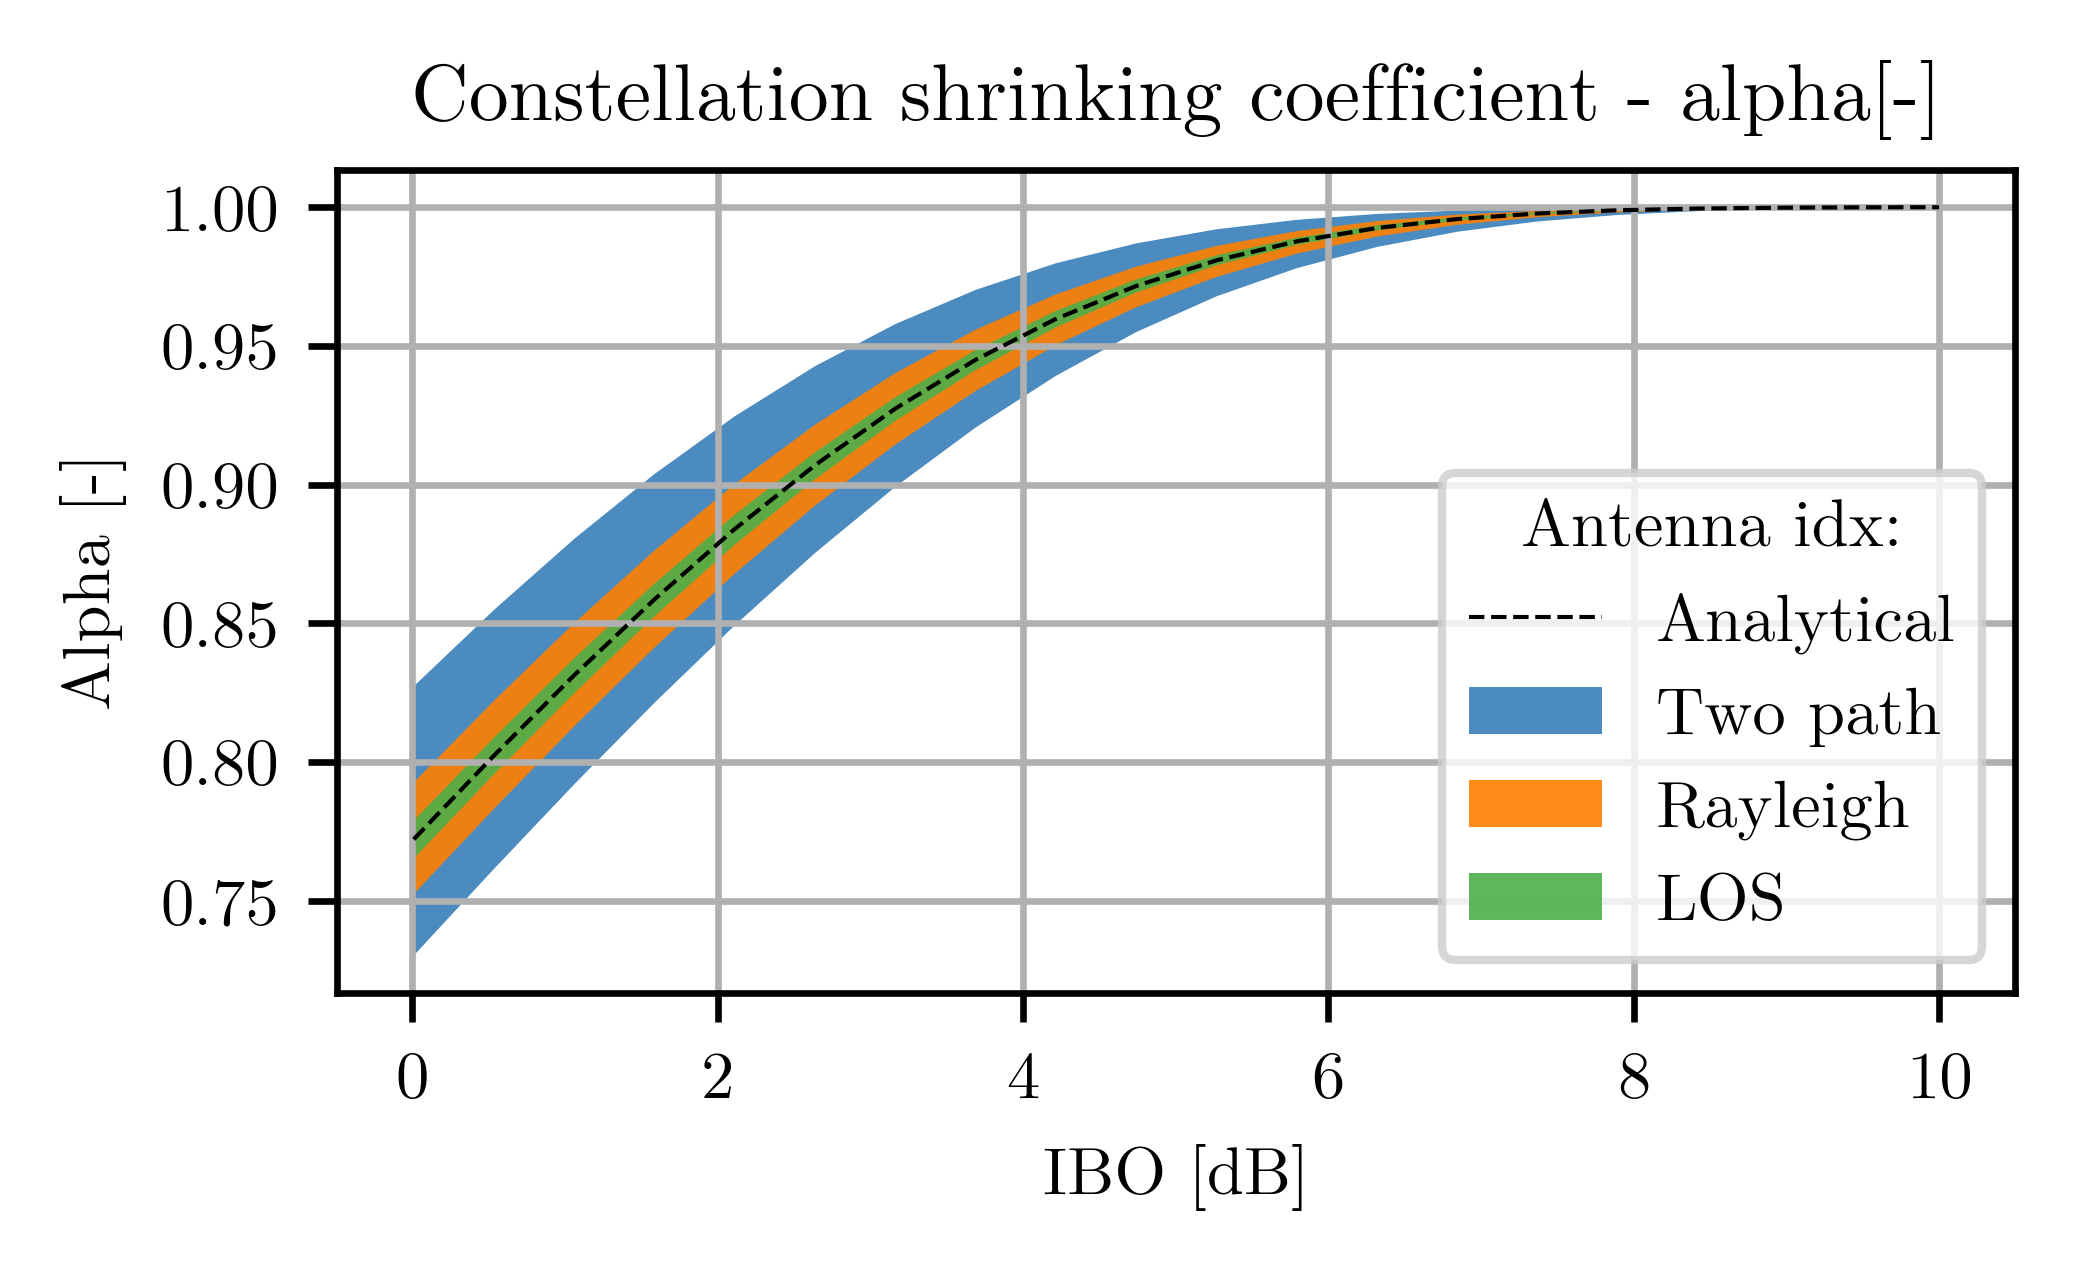 Constellation shrinking coefficient - alpha[-]
Alpha [-]
1.00
0.95
0.90
0.85
0.80
0.75
Antenna idx:
Analytical
Two path
Rayleigh
LOS
0 2 4 6 8 10
IBO [dB]